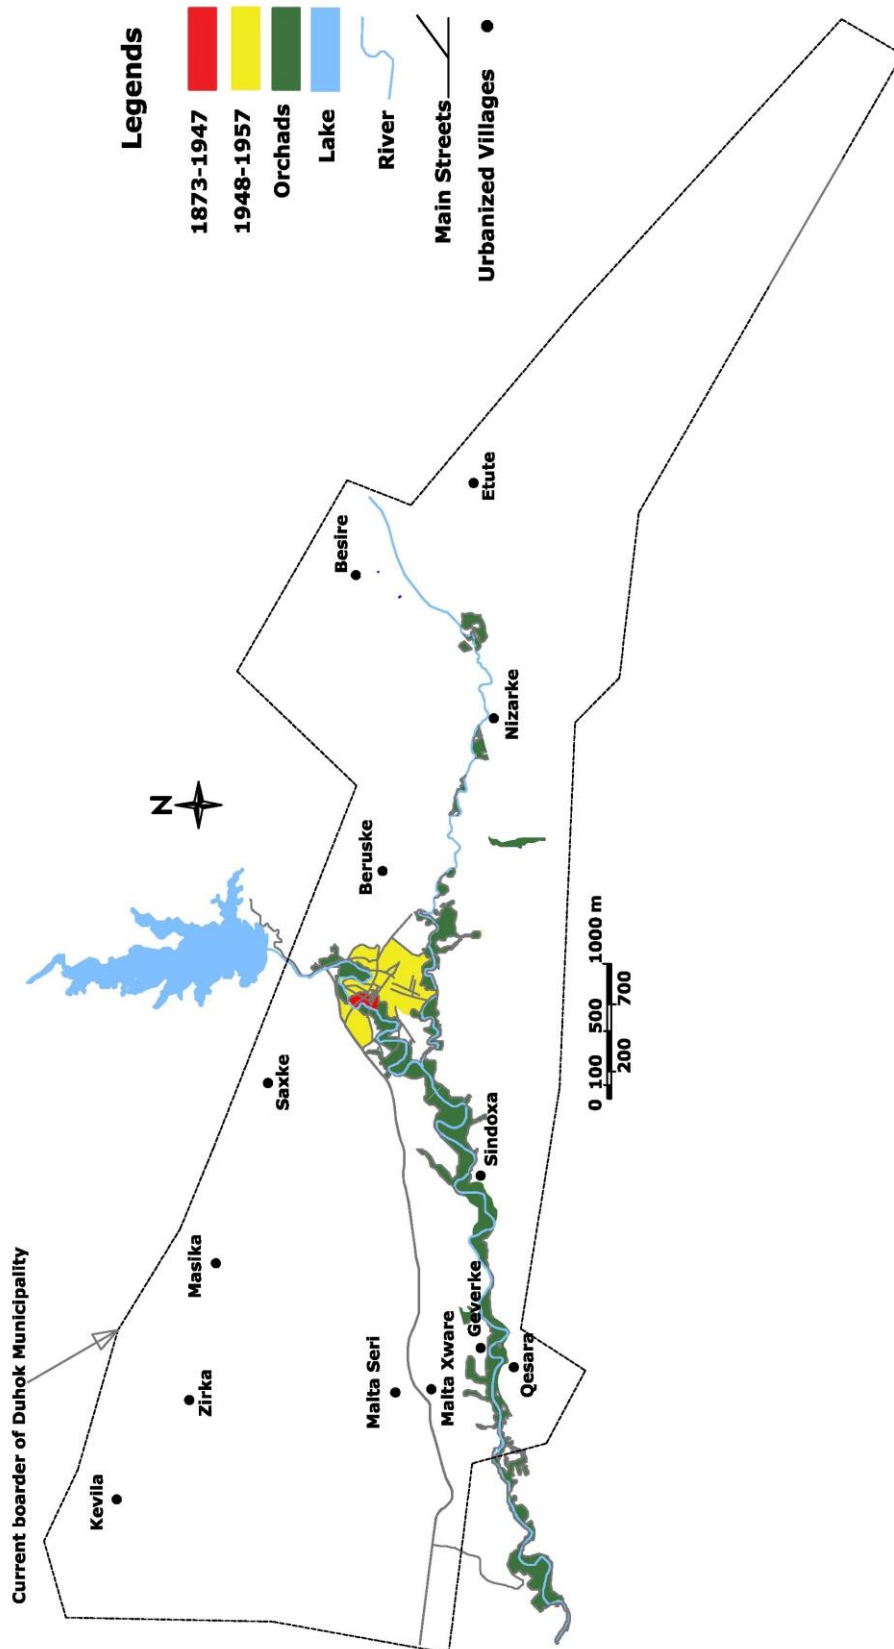 Current boarder of Duhok Municipality
Kevila
Zirka
Masika
Saxke
N
Malta Seri
Malta Xware
Geverke
Qesara
Sindoxa
Beruske
Nizarke
Besire
Etute
0 100 500 1000 m
200 700
Legends
1873-1947
1948-1957
Orchads
Lake
River
Main Streets
Urbanized Villages